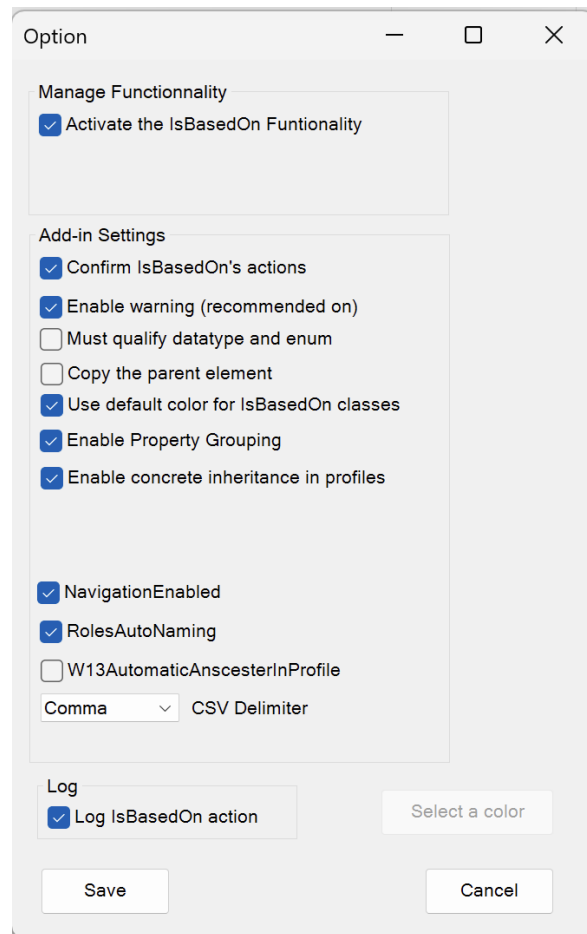 Option
Manage Functionnality
Activate the IsBasedOn Funtionality
Add-in Settings
Confirm IsBasedOn's actions
Enable warning (recommended on)
Must qualify datatype and enum
Copy the parent element
Use default color for IsBasedOn classes
Enable Property Grouping
Enable concrete inheritance in profiles
NavigationEnabled
RolesAutoNaming
W13AutomaticAnscesterInProfile
Comma CSV Delimiter
Log
Log IsBasedOn action
Select a color
Save Cancel